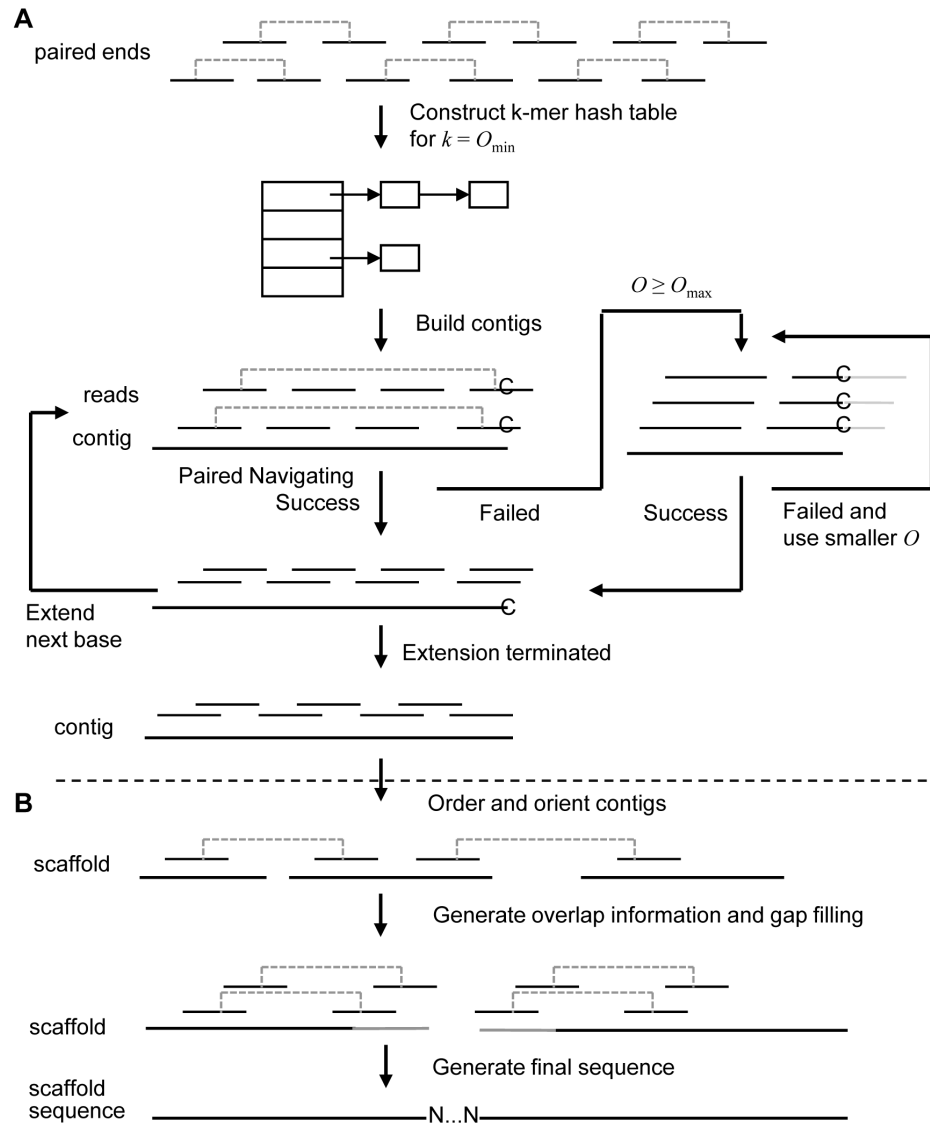 A
paired ends
Construct k-mer hash table
for k = Omin
O ≥ Omax
Build contigs
reads
C
C
contig
C
C
C
Paired Navigating
Success
Failed
Success
Failed and
use smaller O
C
Extend
next base
Extension terminated
contig
B
Order and orient contigs
scaffold
Generate overlap information and gap filling
scaffold
Generate final sequence
scaffold
sequence
N...N